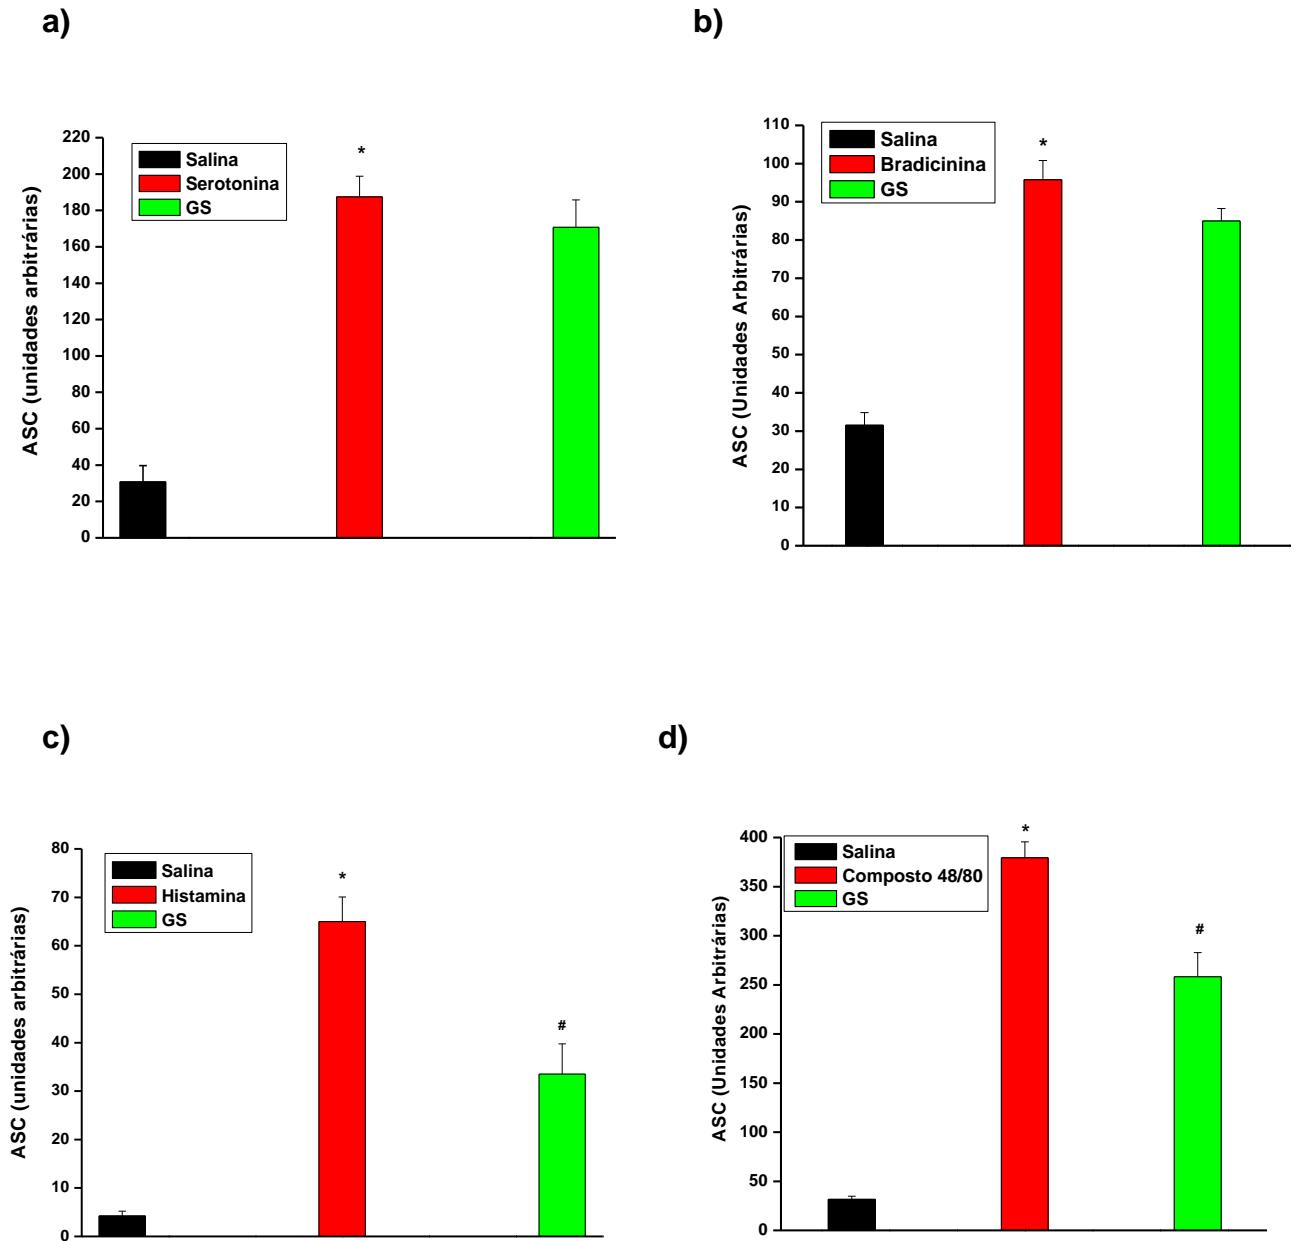 a)
220
200
180
160
140
120
100
80
60
40
20
0
ASC (unidades arbitrárias)
Salina
Serotonina
GS
*
b)
110
100
90
80
70
60
50
40
30
20
10
0
ASC (Unidades Arbitrárias)
Salina
Bradicinina
GS
*
c)
80
70
60
50
40
30
20
10
0
ASC (unidades arbitrárias)
Salina
Histamina
GS
*
#
d)
400
350
300
250
200
150
100
50
0
ASC (Unidades Arbitrárias)
Salina
Composto 48/80
GS
*
#